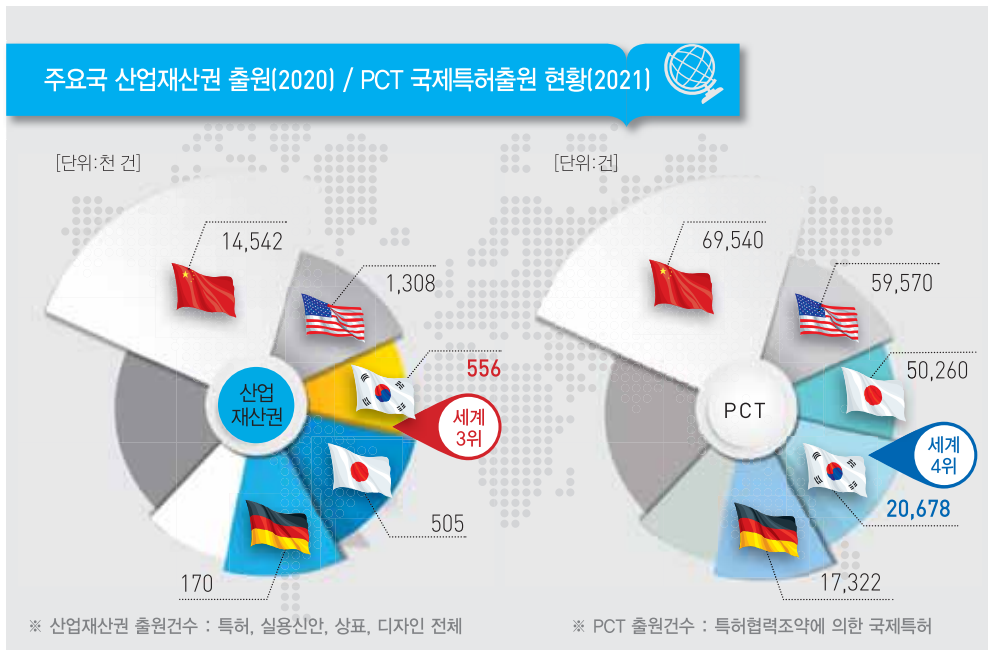 주요국 산업재산권 출원(2020) / PCT 국제특허출원 현황(2021)
[단위:천 건]
14,542
1,308
556
세계
3위
산업
재산권
505
170
※ 산업재산권 출원건수 : 특허, 실용신안, 상표, 디자인 전체
[단위:건]
69,540
59,570
50,260
PCT
세계
4위
20,678
17,322
※ PCT 출원건수 : 특허협력조약에 의한 국제특허